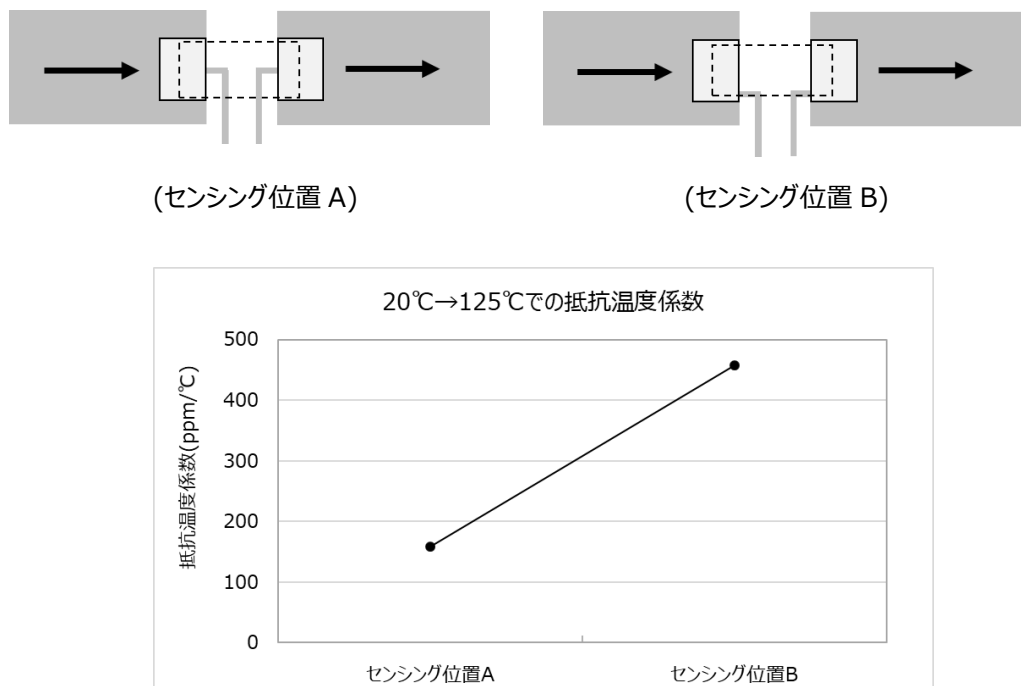 (センシング位置 A)
(センシング位置 B)
20℃→125℃での抵抗温度係数
抵抗温度係数(ppm/℃)
500
400
300
200
100
0
センシング位置A
センシング位置B